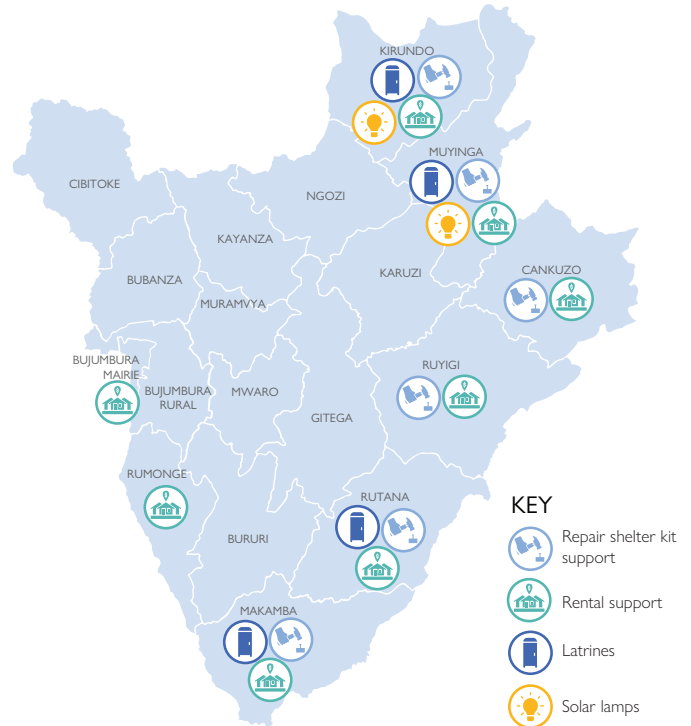 KIRUNDO
MUYINGA
CIBITOKE
NGOZI
KAYANZA
KARUZI
CANKUZO
BUBANZA
MURAMVYA
BUJUMBURA
MAIRIE
RUYIGI
BUJUMBURA
RURAL
MWARO
GITEGA
RUMONGE
RUTANA
BURURI
MAKAMBA
KEY
Repair shelter kit
support
Rental support
Latrines
Solar lamps